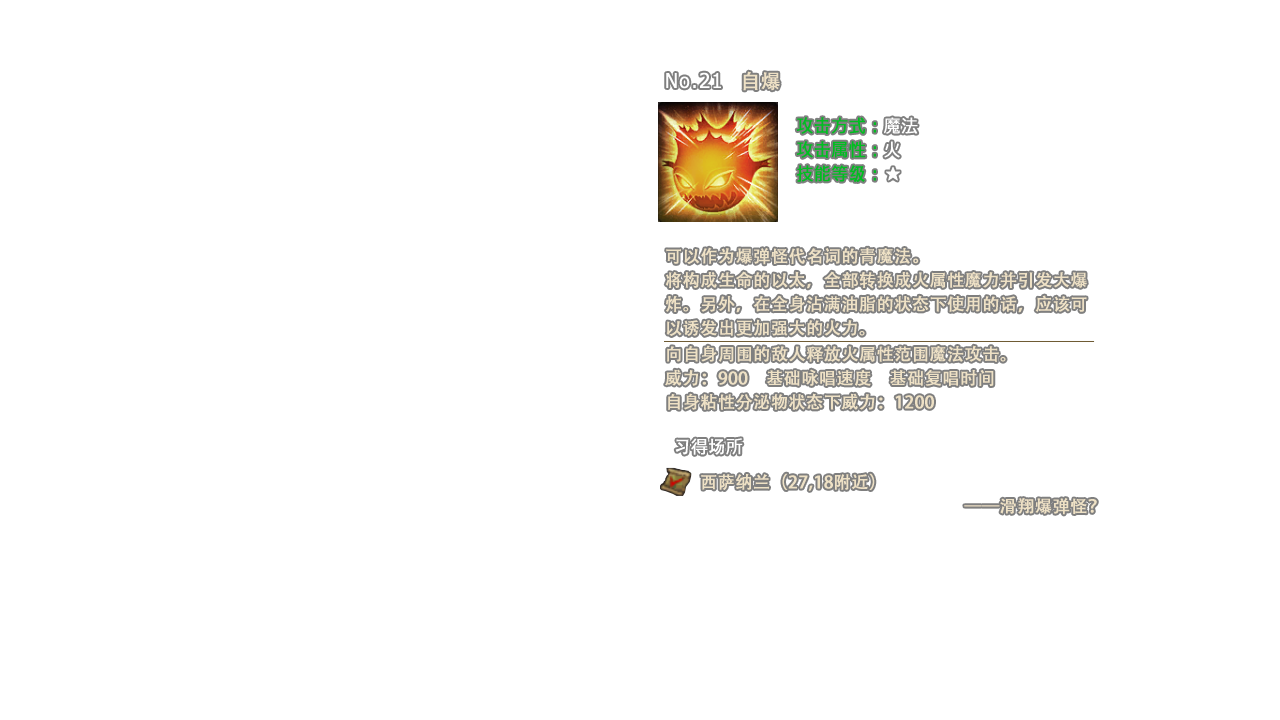 No.21 自爆
攻击方式：魔法
攻击属性：火
技能等级：★
可以作为爆弹怪代名词的青魔法。
将构成生命的以太，全部转换成火属性魔力并引发大爆
炸。另外，在全身沾满油脂的状态下使用的话，应该可
以诱发出更加强大的火力。
向自身周围的敌人释放火属性范围魔法攻击。
威力：900 基础咏唱速度 基础复唱时间
自身粘性分泌物状态下威力：1200
习得场所
西萨纳兰（27,18附近）
——滑翔爆弹怪？